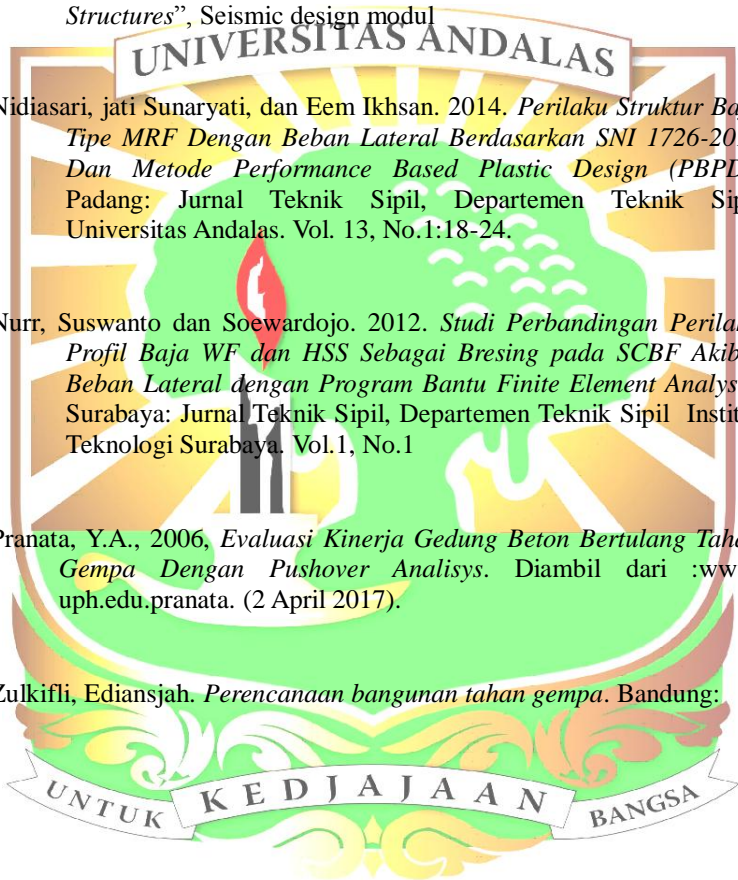 Structures”, Seismic design modul
UNIVERSITAS ANDALAS
Nidiasari, jati Sunaryati, dan Eem Ikhsan. 2014. Perilaku Struktur Ba
Tipe MRF Dengan Beban Lateral Berdasarkan SNI 1726-20
Dan Metode Performance Based Plastic Design (PBPD
Padang: Jurnal Teknik Sipil, Departemen Teknik Sip
Universitas Andalas. Vol. 13, No.1:18-24.
Nurr, Suswanto dan Soewardojo. 2012. Studi Perbandingan Perila
Profil Baja WF dan HSS Sebagai Bresing pada SCBF Akib
Beban Lateral dengan Program Bantu Finite Element Analys
Surabaya: Jurnal Teknik Sipil, Departemen Teknik Sipil Instit
Teknologi Surabaya. Vol.1, No.1
Pranata, Y.A., 2006, Evaluasi Kinerja Gedung Beton Bertulang Taha
Gempa Dengan Pushover Analisys. Diambil dari :ww
uph.edu.pranata. (2 April 2017).
Zulkifli, Ediansjah. Perencanaan bangunan tahan gempa. Bandung:
UNTUK KEDJAJAAN BANGSA